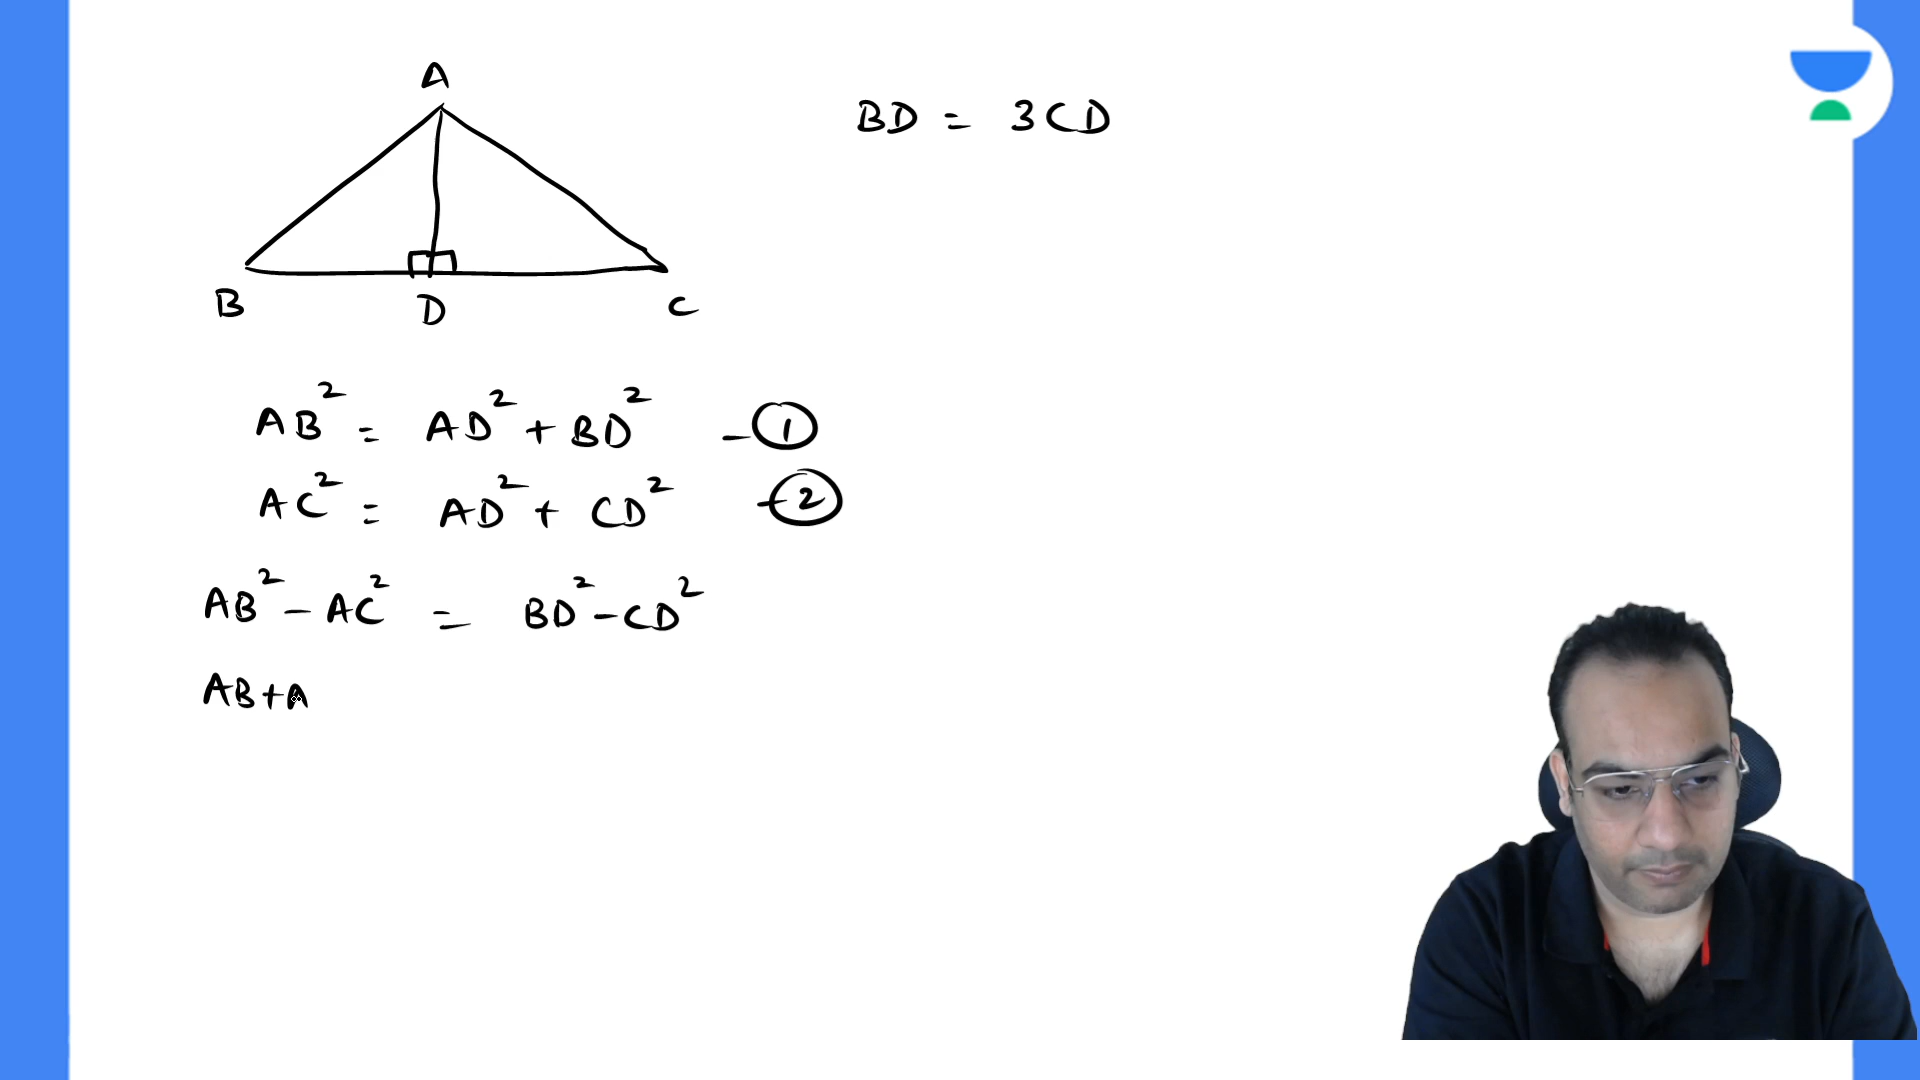 A
BD = 3CD
B D C
AB² = AD² + BD² - ①
AC² = AD² + CD² - ②
AB² - AC² = BD² - CD²
AB+A